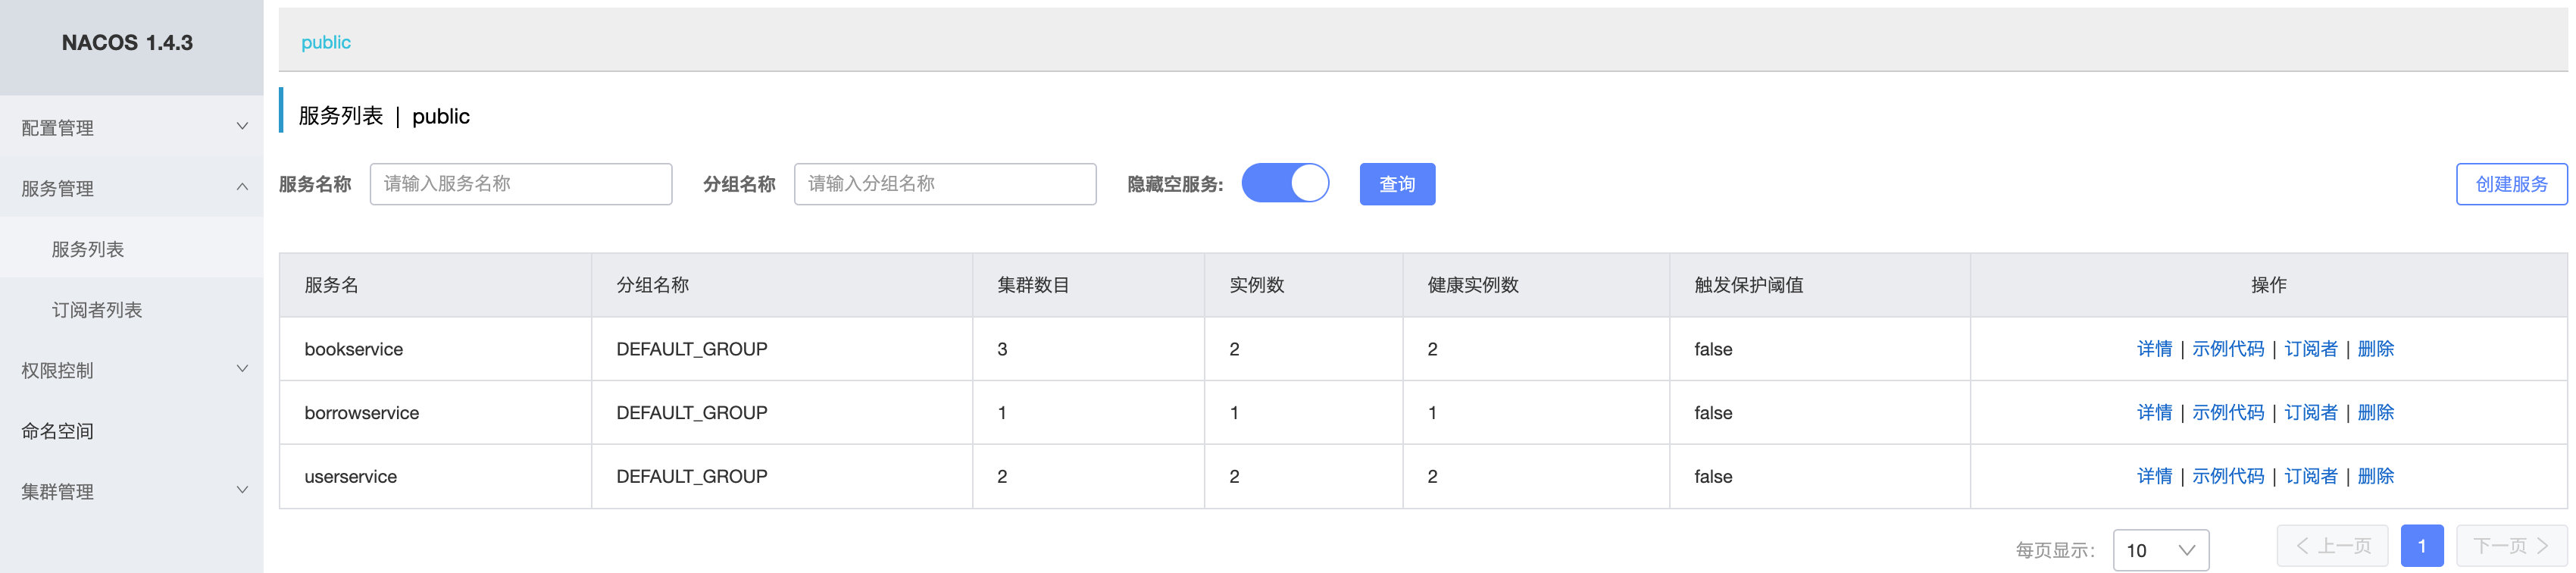 NACOS 1.4.3
配置管理
服务管理
服务列表
订阅者列表
权限控制
命名空间
集群管理
public
服务列表 | public
服务名称 请输入服务名称 分组名称 请输入分组名称 隐藏空服务: 查询 创建服务
服务名 分组名称 集群数目 实例数 健康实例数 触发保护阈值 操作
bookservice DEFAULT_GROUP 3 2 2 false 详情 | 示例代码 | 订阅者 | 删除
borrowservice DEFAULT_GROUP 1 1 1 false 详情 | 示例代码 | 订阅者 | 删除
userservice DEFAULT_GROUP 2 2 2 false 详情 | 示例代码 | 订阅者 | 删除
每页显示: 10 上一页 1 下一页